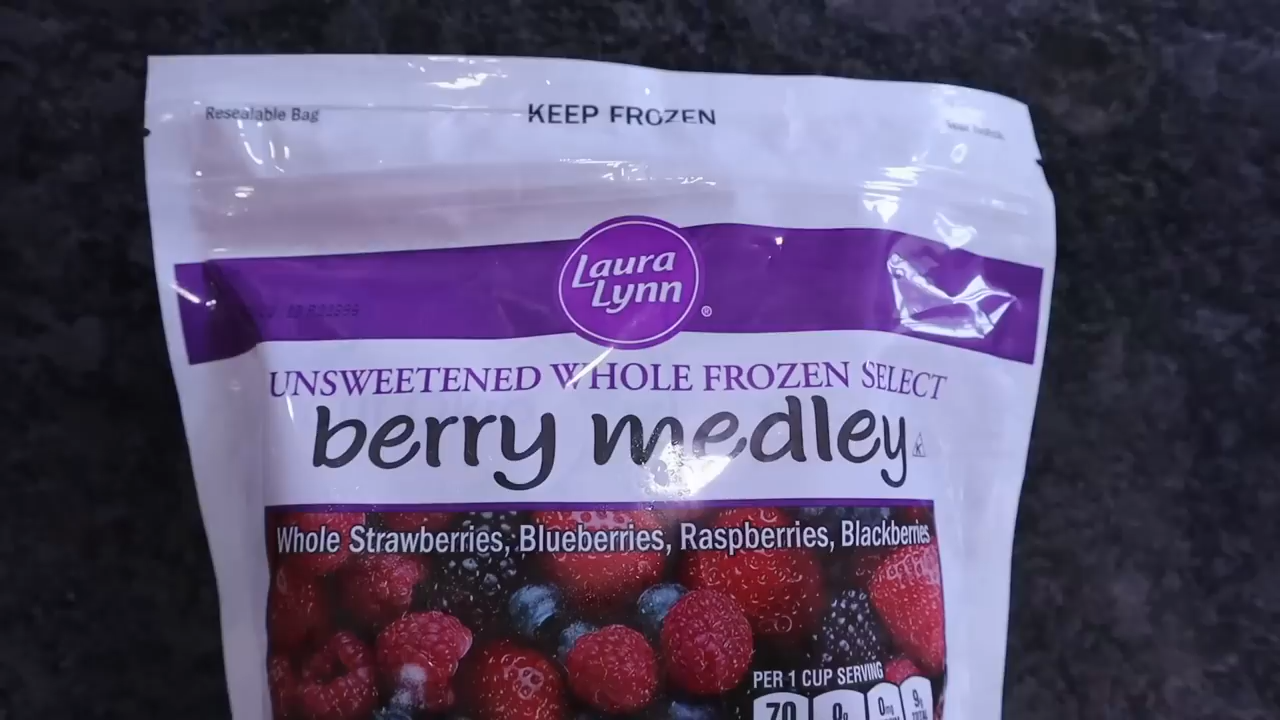 Resealable Bag
KEEP FROZEN
Laura
Lynn
®
UNSWEETENED WHOLE FROZEN SELECT
berry medley
K
Whole Strawberries, Blueberries, Raspberries, Blackberries
PER 1 CUP SERVING
70 0g 0mg 9g
TOTAL